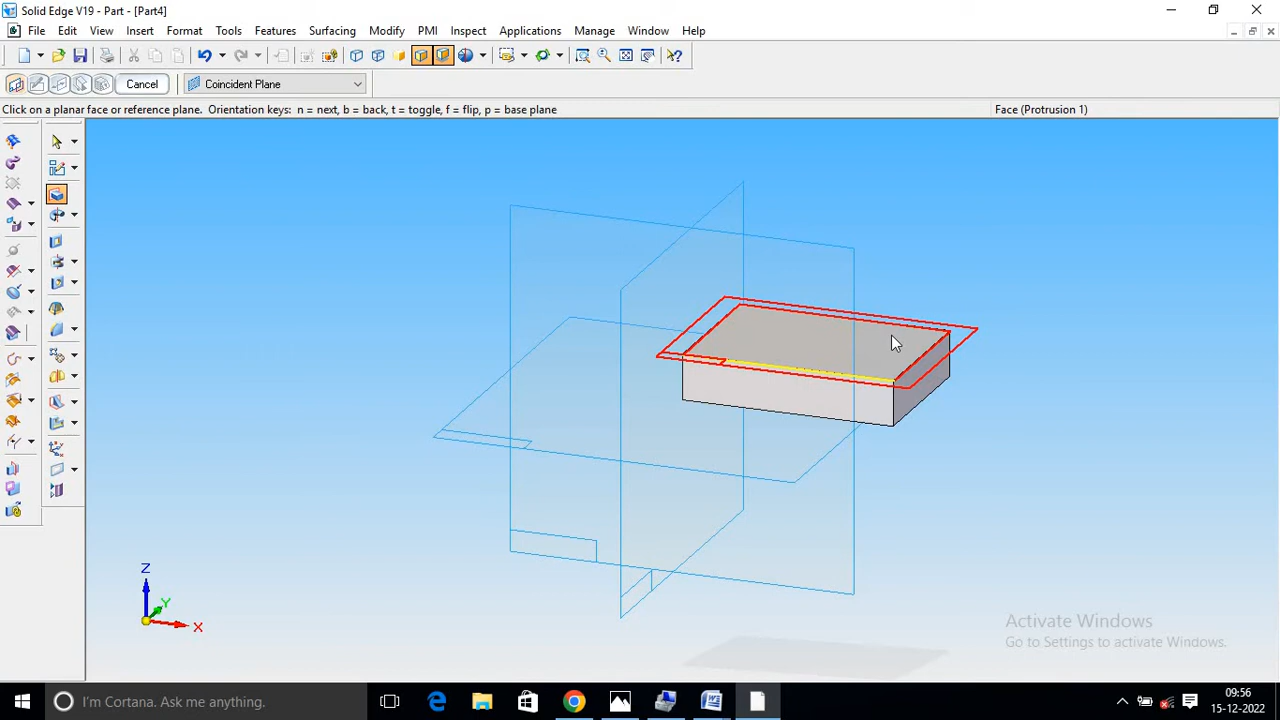 Solid Edge V19 - Part - [Part4]
File Edit View Insert Format Tools Features Surfacing Modify PMI Inspect Applications Manage Window Help
Cancel Coincident Plane
Click on a planar face or reference plane. Orientation keys: n = next, b = back, t = toggle, f = flip, p = base plane
Face (Protrusion 1)
Z
Y
X
Activate Windows
Go to Settings to activate Windows.
I'm Cortana. Ask me anything.
09:56
15-12-2022